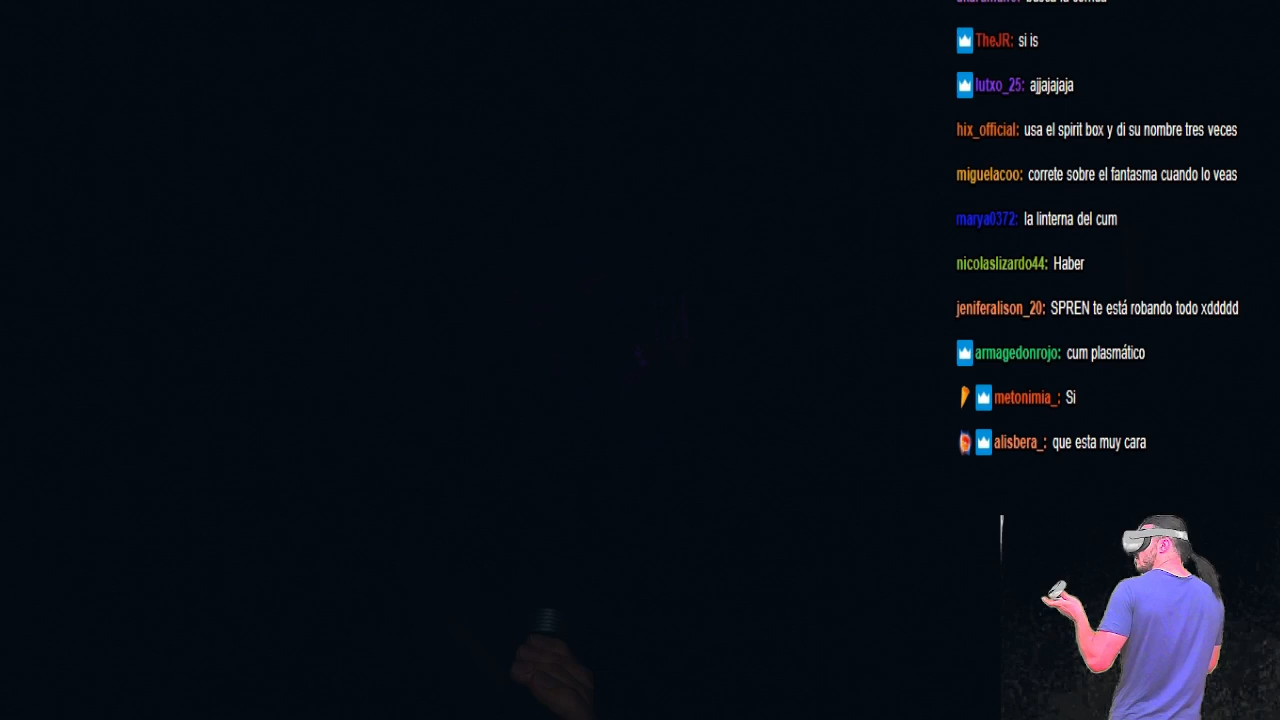 TheJR: si is
lutxo_25: ajjajajaja
hix_official: usa el spirit box y di su nombre tres veces
miguelacoo: correte sobre el fantasma cuando lo veas
marya0372: la linterna del cum
nicolaslizardo44: Haber
jeniferalison_20: SPREN te está robando todo xddddd
armagedonrojo: cum plasmático
metonimia_: Si
alisbera_: que esta muy cara